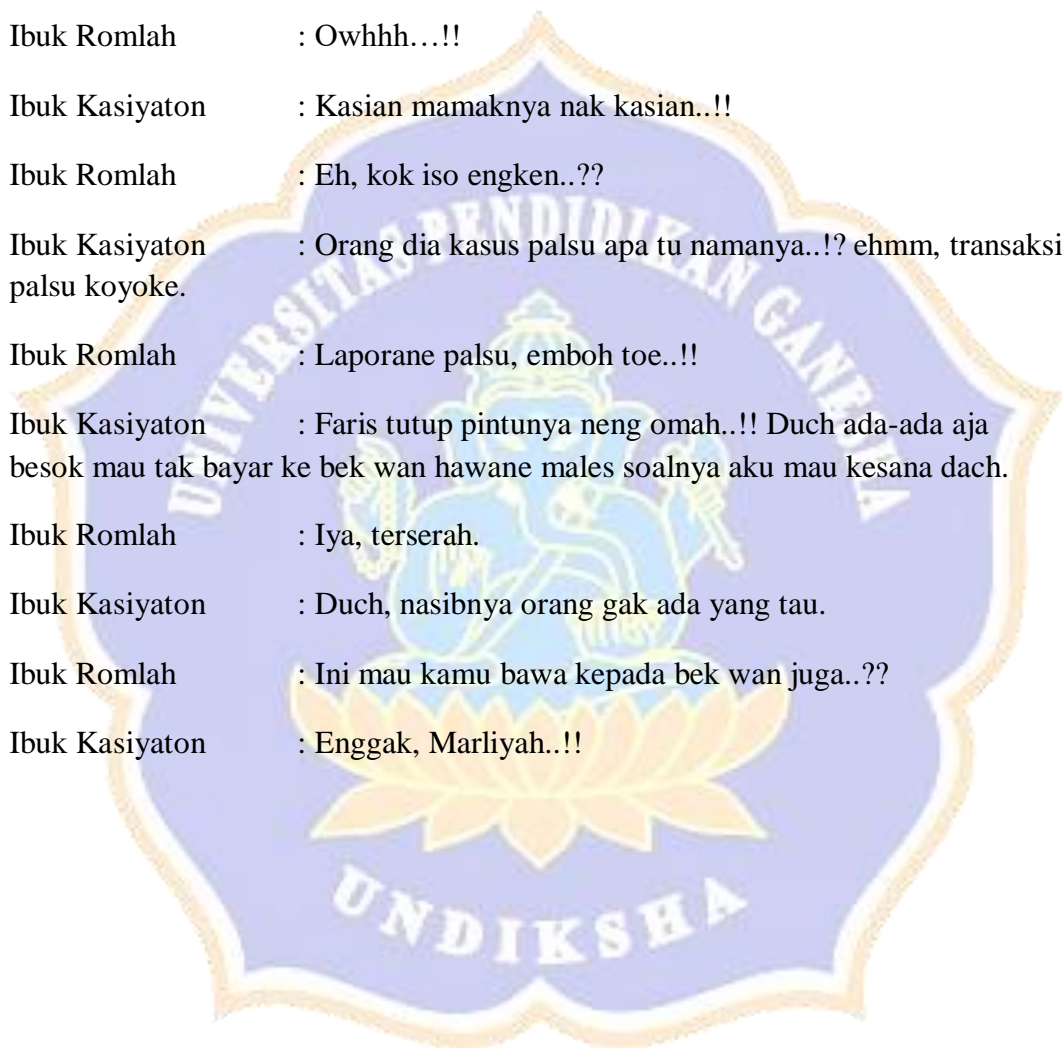 Ibuk Romlah : Owhhh…!!
Ibuk Kasiyaton : Kasian mamaknya nak kasian..!!
Ibuk Romlah : Eh, kok iso engken..??
Ibuk Kasiyaton : Orang dia kasus palsu apa tu namanya..!? ehmm, transaksi
palsu koyoke.
Ibuk Romlah : Laporane palsu, emboh toe..!!
Ibuk Kasiyaton : Faris tutup pintunya neng omah..!! Duch ada-ada aja
besok mau tak bayar ke bek wan hawane males soalnya aku mau kesana dach.
Ibuk Romlah : Iya, terserah.
Ibuk Kasiyaton : Duch, nasibnya orang gak ada yang tau.
Ibuk Romlah : Ini mau kamu bawa kepada bek wan juga..??
Ibuk Kasiyaton : Enggak, Marliyah..!!
UNIVERSITAS PENDIDIKAN GANESHA
UNDIKSHA